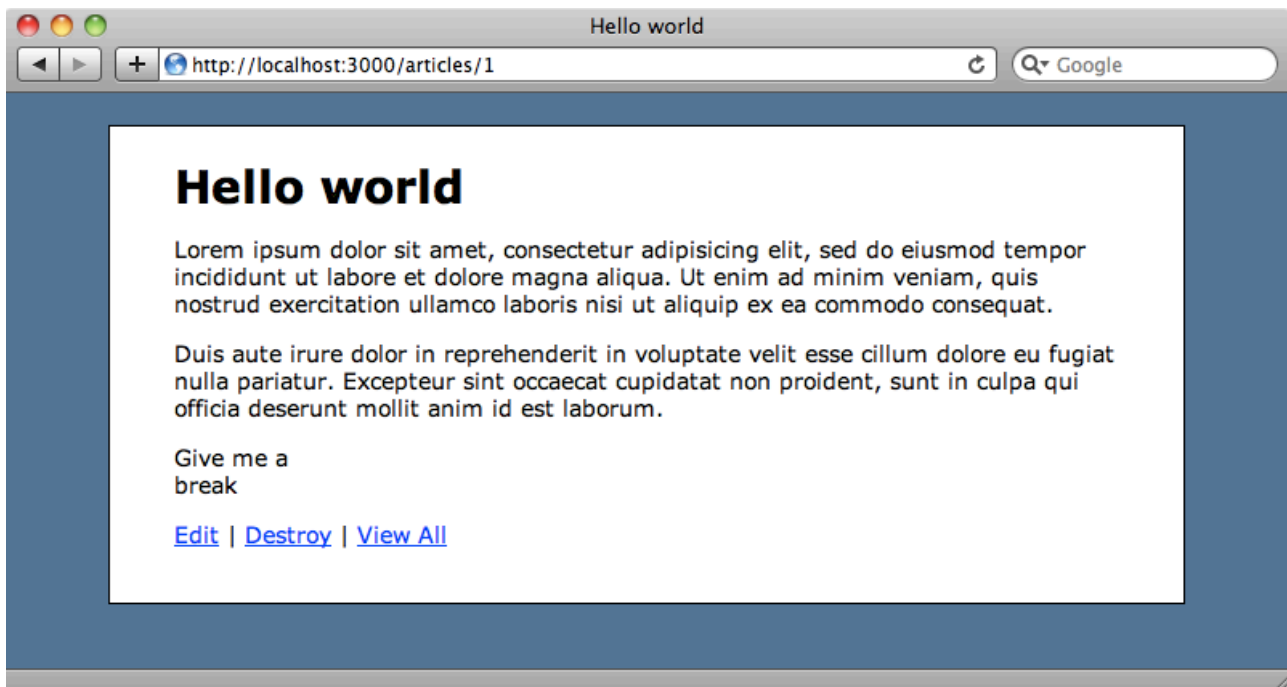 Hello world
http://localhost:3000/articles/1
Google
Hello world
Lorem ipsum dolor sit amet, consectetur adipisicing elit, sed do eiusmod tempor
incididunt ut labore et dolore magna aliqua. Ut enim ad minim veniam, quis
nostrud exercitation ullamco laboris nisi ut aliquip ex ea commodo consequat.
Duis aute irure dolor in reprehenderit in voluptate velit esse cillum dolore eu fugiat
nulla pariatur. Excepteur sint occaecat cupidatat non proident, sunt in culpa qui
officia deserunt mollit anim id est laborum.
Give me a
break
Edit | Destroy | View All